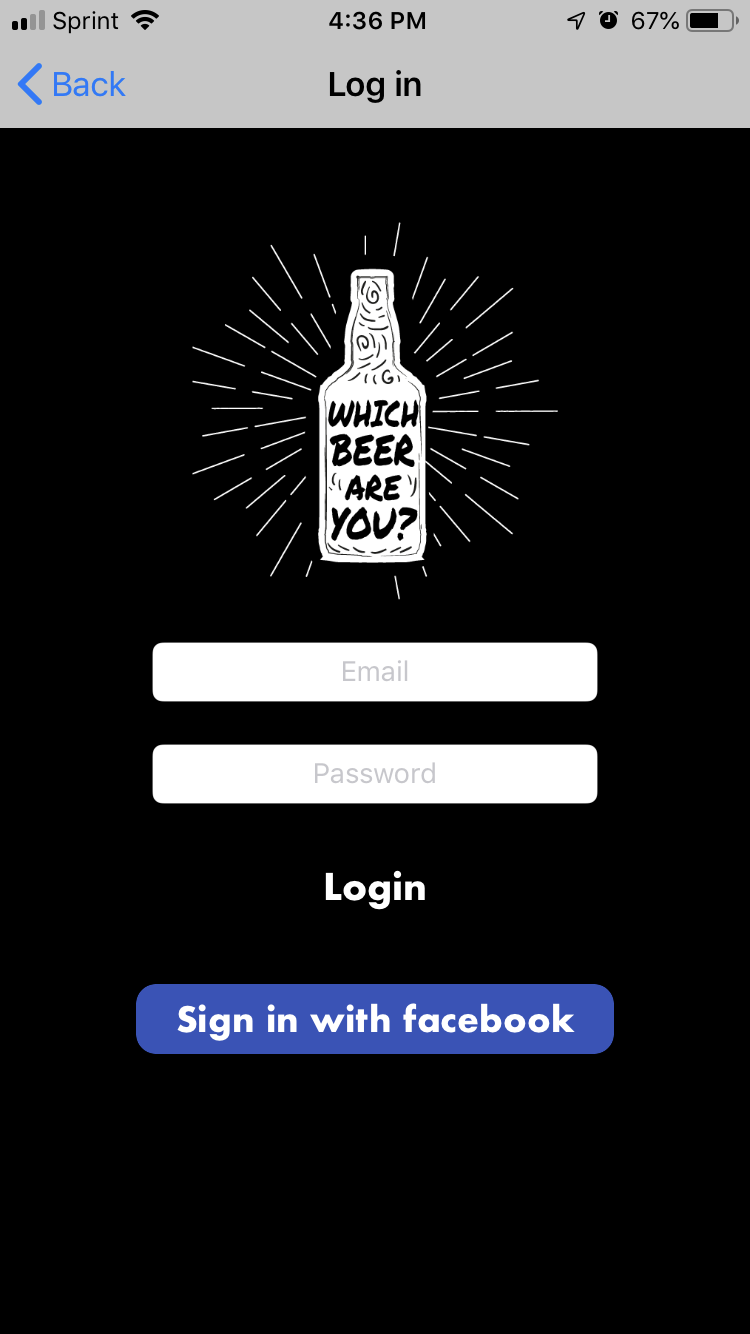 Sprint 4:36 PM 67%
Back Log in
WHICH
BEER
ARE
YOU?
Email
Password
Login
Sign in with facebook